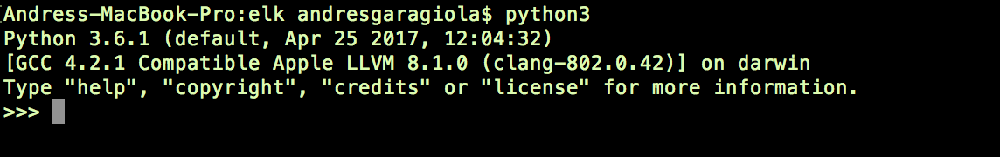 Andress-MacBook-Pro:elk andresgaragiola$ python3
Python 3.6.1 (default, Apr 25 2017, 12:04:32)
[GCC 4.2.1 Compatible Apple LLVM 8.1.0 (clang-802.0.42)] on darwin
Type "help", "copyright", "credits" or "license" for more information.
>>>